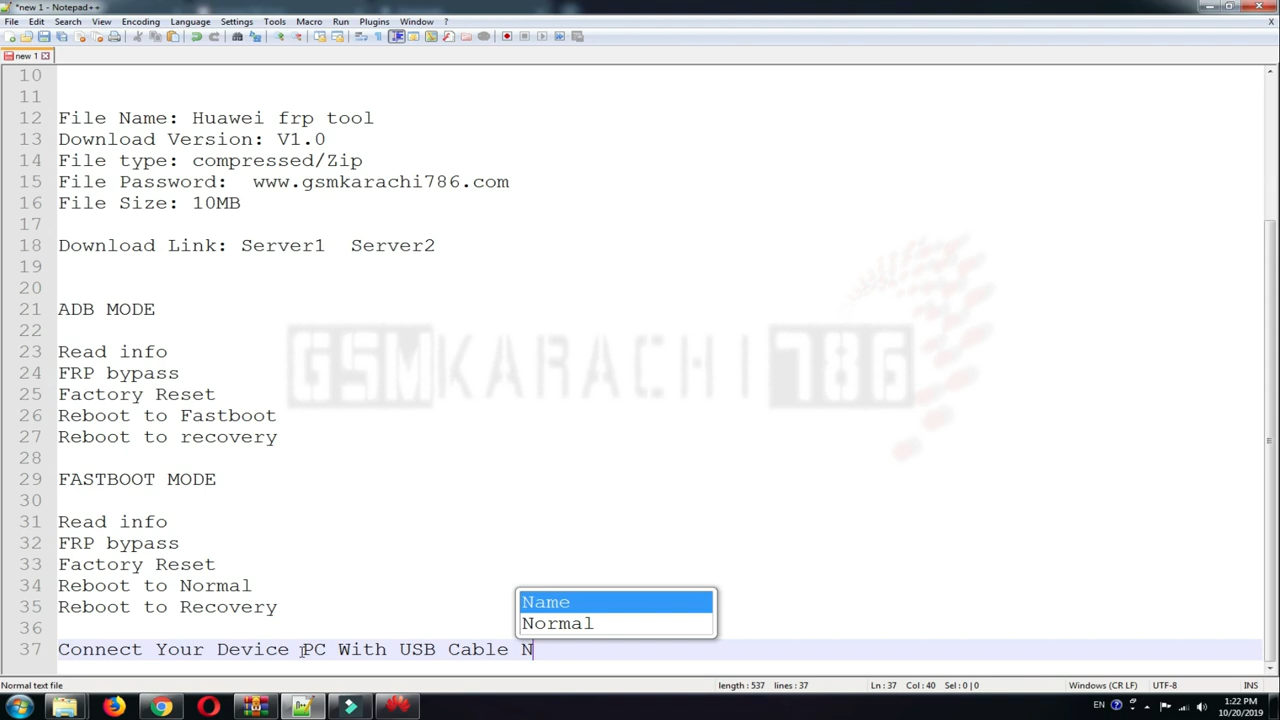 *new 1 - Notepad++
File Edit Search View Encoding Language Settings Tools Macro Run Plugins Window ?
new 1
10
11
12 File Name: Huawei frp tool
13 Download Version: V1.0
14 File type: compressed/Zip
15 File Password:  www.gsmkarachi786.com
16 File Size: 10MB
17
18 Download Link: Server1  Server2
19
20
21 ADB MODE
22
23 Read info
24 FRP bypass
25 Factory Reset
26 Reboot to Fastboot
27 Reboot to recovery
28
29 FASTBOOT MODE
30
31 Read info
32 FRP bypass
33 Factory Reset
34 Reboot to Normal
35 Reboot to Recovery
36
37 Connect Your Device PC With USB Cable N
Name
Normal
GSMKARACHI786
Normal text file length : 537 lines : 37 Ln : 37 Col : 40 Sel : 0 | 0 Windows (CR LF) UTF-8 INS
EN 1:22 PM
10/20/2019